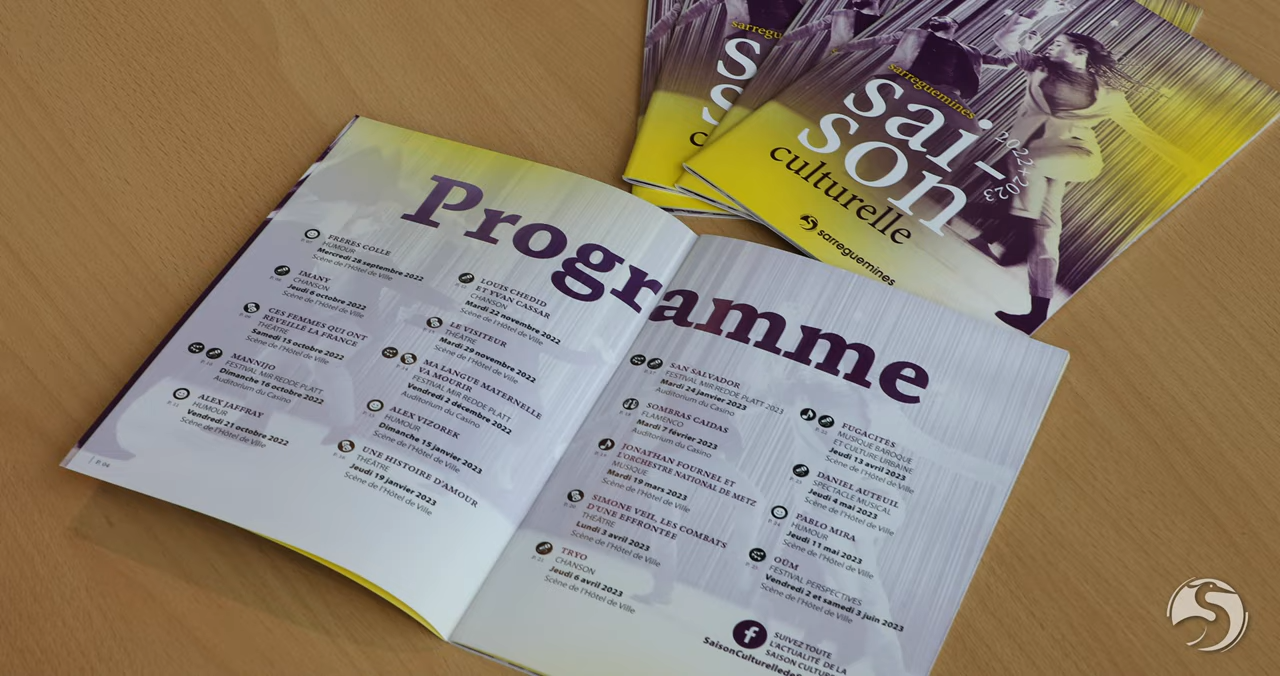 sarreguemines
sai-
son
2022+2023
culturelle
sarreguemines
Programme
FRÈRES COLLE
HUMOUR
Mercredi 28 septembre 2022
Scène de l'Hôtel de Ville
IMANY
CHANSON
Jeudi 6 octobre 2022
Scène de l'Hôtel de Ville
CES FEMMES QUI ONT
RÉVEILLÉ LA FRANCE
THÉÂTRE
Samedi 15 octobre 2022
Scène de l'Hôtel de Ville
MANNIJO
FESTIVAL MIR REDDE PLATT
Dimanche 16 octobre 2022
Auditorium du Casino
ALEX JAFFRAY
HUMOUR
Vendredi 21 octobre 2022
Scène de l'Hôtel de Ville
P. 04
LOUIS CHEDID
ET YVAN CASSAR
CHANSON
Mardi 22 novembre 2022
Scène de l'Hôtel de Ville
LE VISITEUR
THÉÂTRE
Mardi 29 novembre 2022
Scène de l'Hôtel de Ville
MA LANGUE MATERNELLE
VA MOURIR
FESTIVAL MIR REDDE PLATT
Vendredi 2 décembre 2022
Auditorium du Casino
ALEX VIZOREK
HUMOUR
Dimanche 15 janvier 2023
Scène de l'Hôtel de Ville
UNE HISTOIRE D'AMOUR
THÉÂTRE
Jeudi 19 janvier 2023
Scène de l'Hôtel de Ville
SAN SALVADOR
FESTIVAL MIR REDDE PLATT 2023
Mardi 24 janvier 2023
Auditorium du Casino
SOMBRAS CAIDAS
FLAMENCO
Mardi 7 février 2023
Auditorium du Casino
JONATHAN FOURNEL ET
L'ORCHESTRE NATIONAL DE METZ
MUSIQUE
Mardi 19 mars 2023
Scène de l'Hôtel de Ville
SIMONE VEIL, LES COMBATS
D'UNE EFFRONTÉE
THÉÂTRE
Lundi 3 avril 2023
Scène de l'Hôtel de Ville
TRYO
CHANSON
Jeudi 6 avril 2023
Scène de l'Hôtel de Ville
FUGACITÉS
MUSIQUE BAROQUE
ET CULTURE URBAINE
Jeudi 13 avril 2023
Scène de l'Hôtel de Ville
DANIEL AUTEUIL
SPECTACLE MUSICAL
Jeudi 4 mai 2023
Scène de l'Hôtel de Ville
PABLO MIRA
HUMOUR
Jeudi 11 mai 2023
Scène de l'Hôtel de Ville
OÜM
FESTIVAL PERSPECTIVES
Vendredi 2 et samedi 3 juin 2023
Scène de l'Hôtel de Ville
SUIVEZ TOUTE
L'ACTUALITÉ DE LA
SAISON CULTURE
SaisonCulturellede